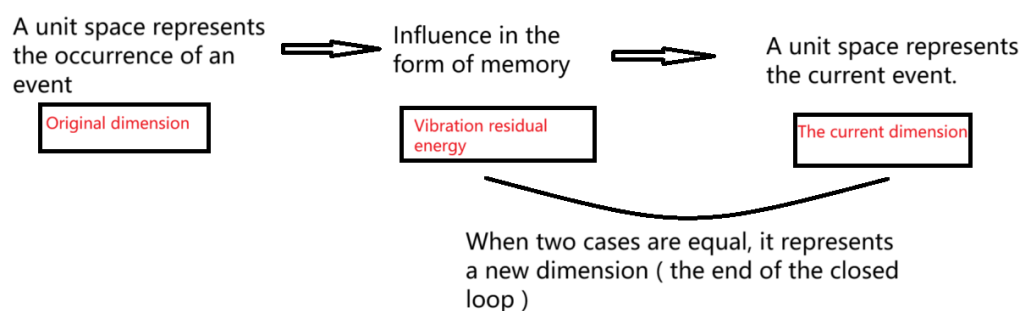 A unit space represents
the occurrence of an
event
Original dimension
Influence in the
form of memory
Vibration residual
energy
A unit space represents
the current event.
The current dimension
When two cases are equal, it represents
a new dimension ( the end of the closed
loop )